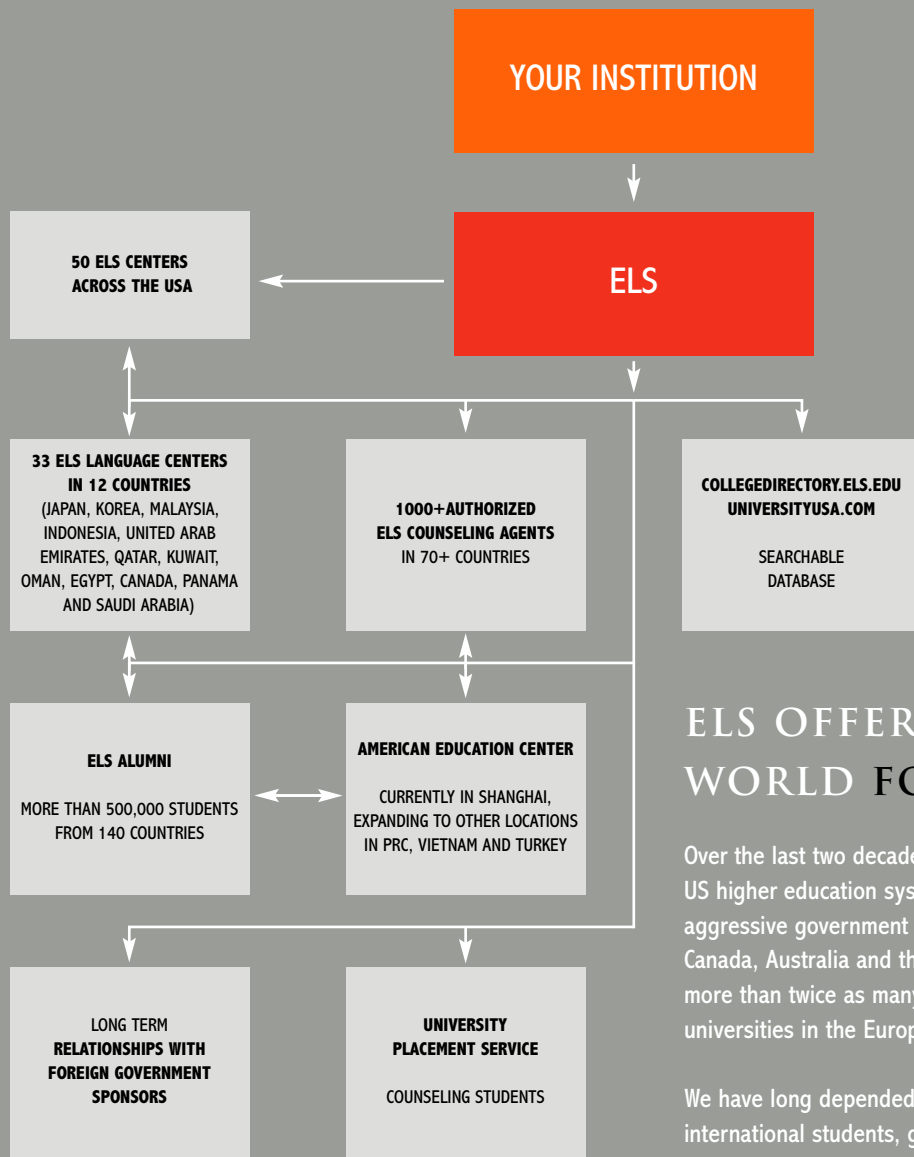 YOUR INSTITUTION
ELS
50 ELS CENTERS
ACROSS THE USA
33 ELS LANGUAGE CENTERS
IN 12 COUNTRIES
(JAPAN, KOREA, MALAYSIA,
INDONESIA, UNITED ARAB
EMIRATES, QATAR, KUWAIT,
OMAN, EGYPT, CANADA, PANAMA
AND SAUDI ARABIA)
1000+AUTHORIZED
ELS COUNSELING AGENTS
IN 70+ COUNTRIES
COLLEGEDIRECTORY.ELS.EDU
UNIVERSITYUSA.COM
SEARCHABLE
DATABASE
ELS ALUMNI
MORE THAN 500,000 STUDENTS
FROM 140 COUNTRIES
AMERICAN EDUCATION CENTER
CURRENTLY IN SHANGHAI,
EXPANDING TO OTHER LOCATIONS
IN PRC, VIETNAM AND TURKEY
LONG TERM
RELATIONSHIPS WITH
FOREIGN GOVERNMENT
SPONSORS
UNIVERSITY
PLACEMENT SERVICE
COUNSELING STUDENTS
ELS OFFER
WORLD FO
Over the last two decade
US higher education sys
aggressive government
Canada, Australia and th
more than twice as many
universities in the Europ
We have long depended
international students, g